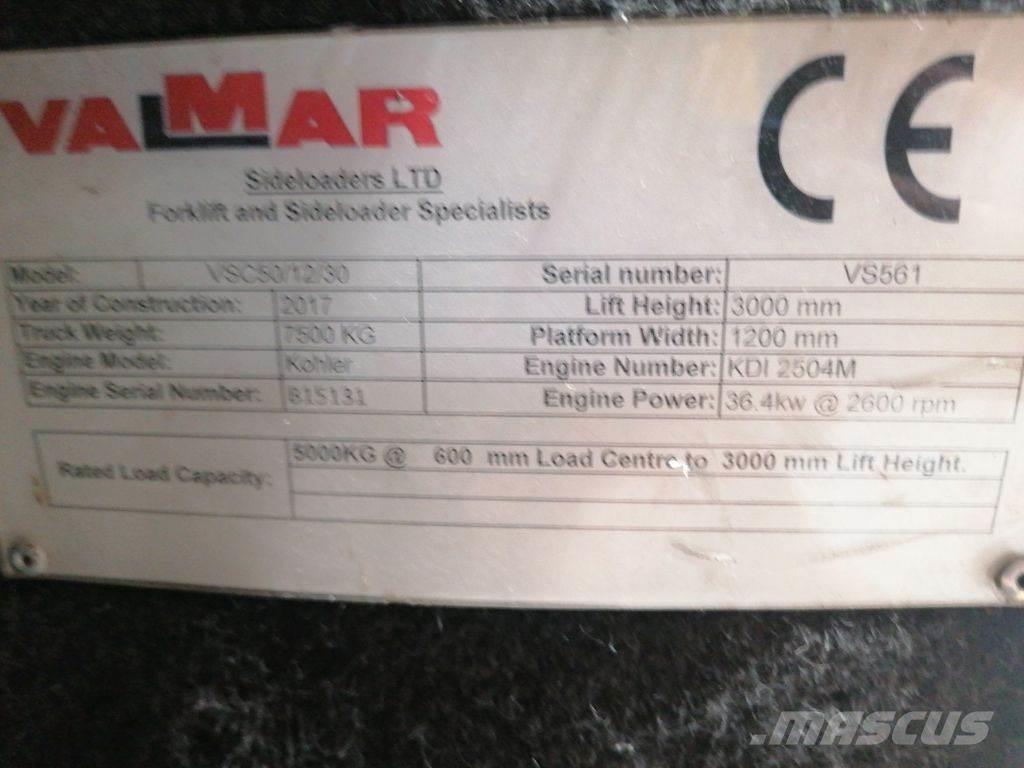 VALMAR
CE
Sideloaders LTD
Forklift and Sideloader Specialists
Model: VSC50/12/30 Serial number: VS561
Year of Construction: 2017 Lift Height: 3000 mm
Truck Weight: 7500 KG Platform Width: 1200 mm
Engine Model: Kohler Engine Number: KDI 2504M
Engine Serial Number: 815131 Engine Power: 36.4kw @ 2600 rpm
Rated Load Capacity: 5000KG @ 600 mm Load Centre to 3000 mm Lift Height.
MASCUS